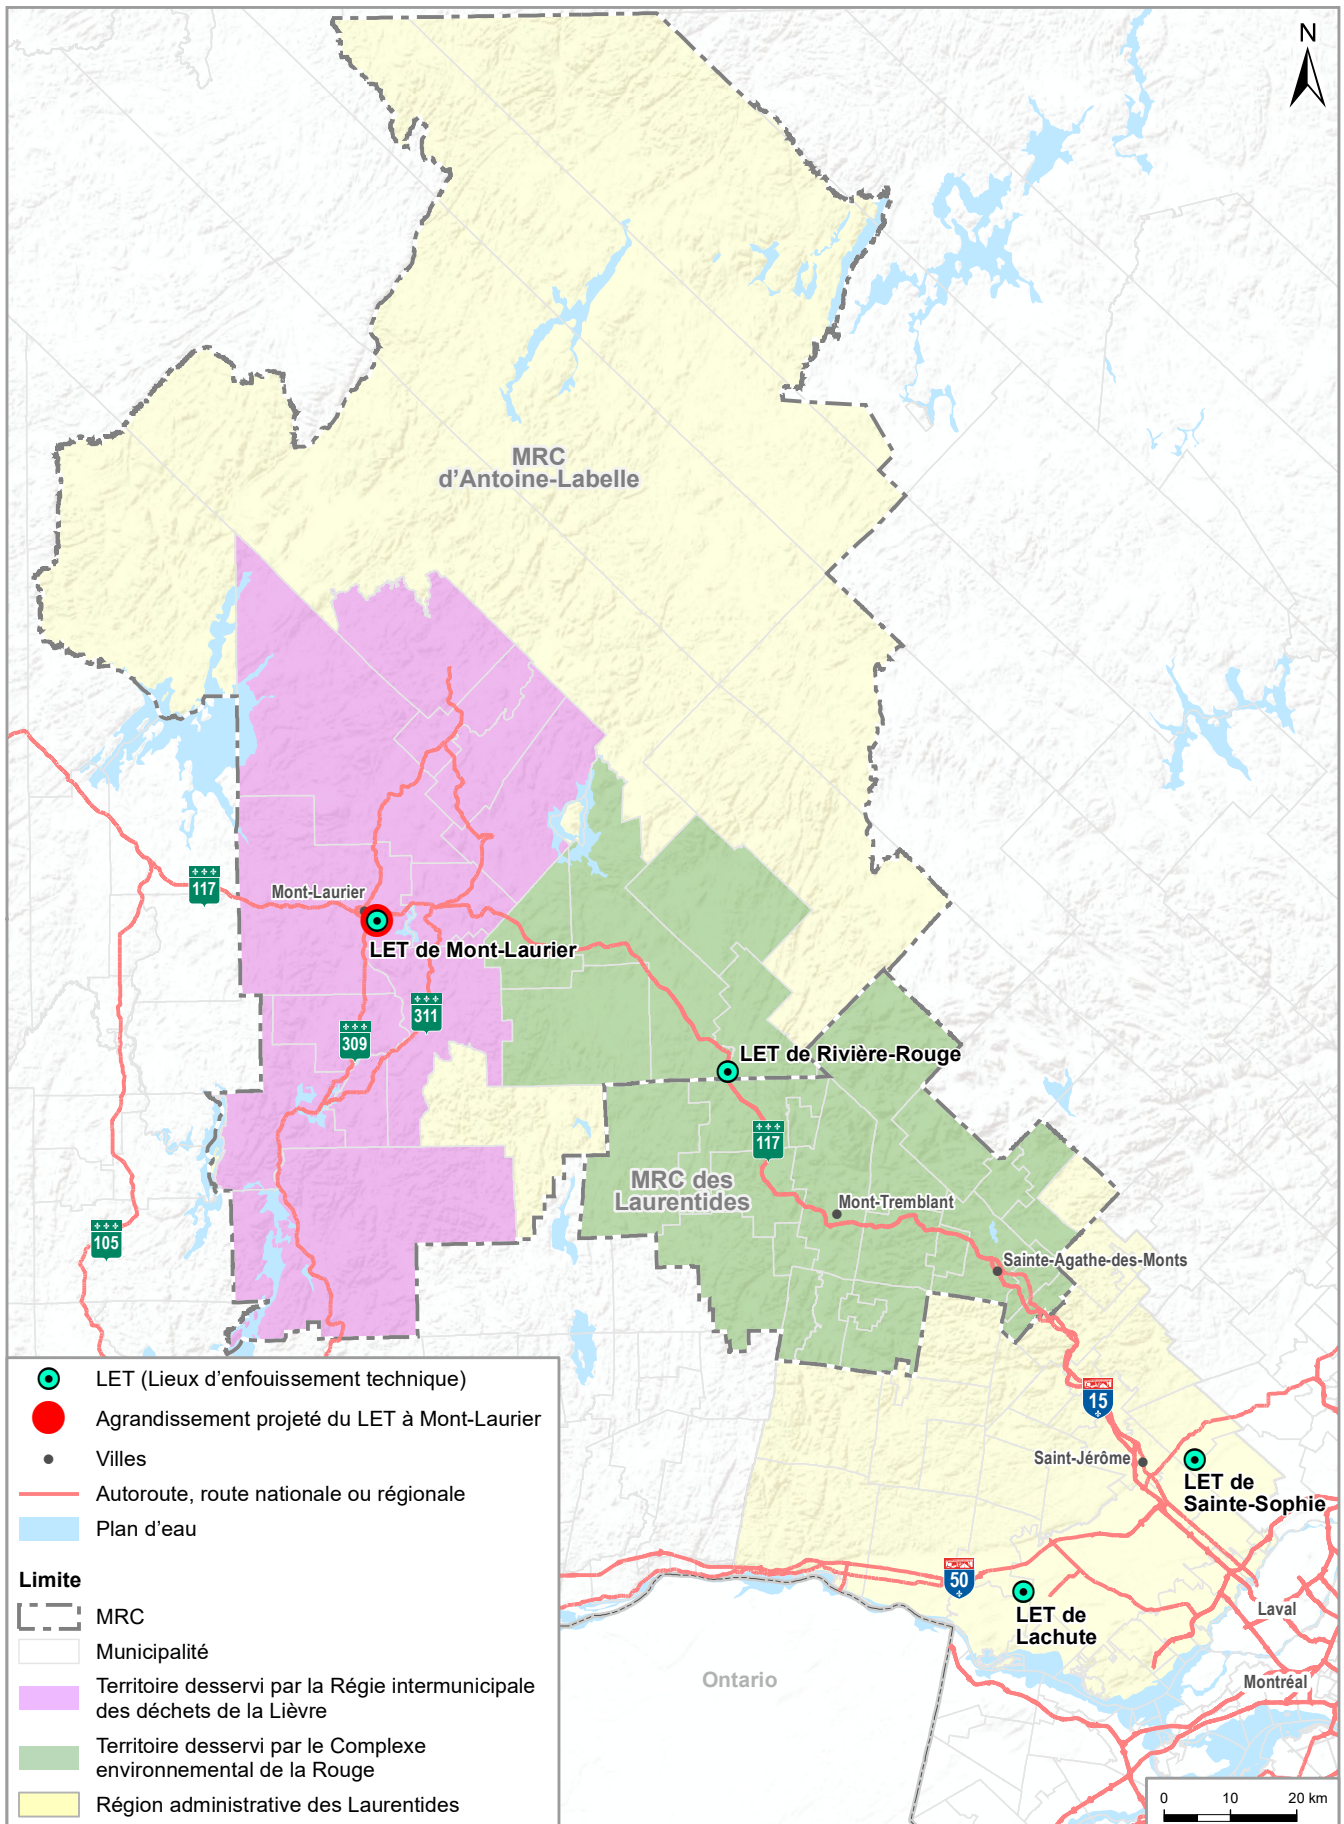 N
MRC
d'Antoine-Labelle
117
Mont-Laurier
LET de Mont-Laurier
311
309
LET de Rivière-Rouge
117
MRC des
Laurentides
Mont-Tremblant
105
Sainte-Agathe-des-Monts
15
Saint-Jérôme
LET de
Sainte-Sophie
50
LET de
Lachute
Laval
Ontario
Montréal
LET (Lieux d'enfouissement technique)
Agrandissement projeté du LET à Mont-Laurier
Villes
Autoroute, route nationale ou régionale
Plan d'eau
Limite
MRC
Municipalité
Territoire desservi par la Régie intermunicipale
des déchets de la Lièvre
Territoire desservi par le Complexe
environnemental de la Rouge
Région administrative des Laurentides
0 10 20 km